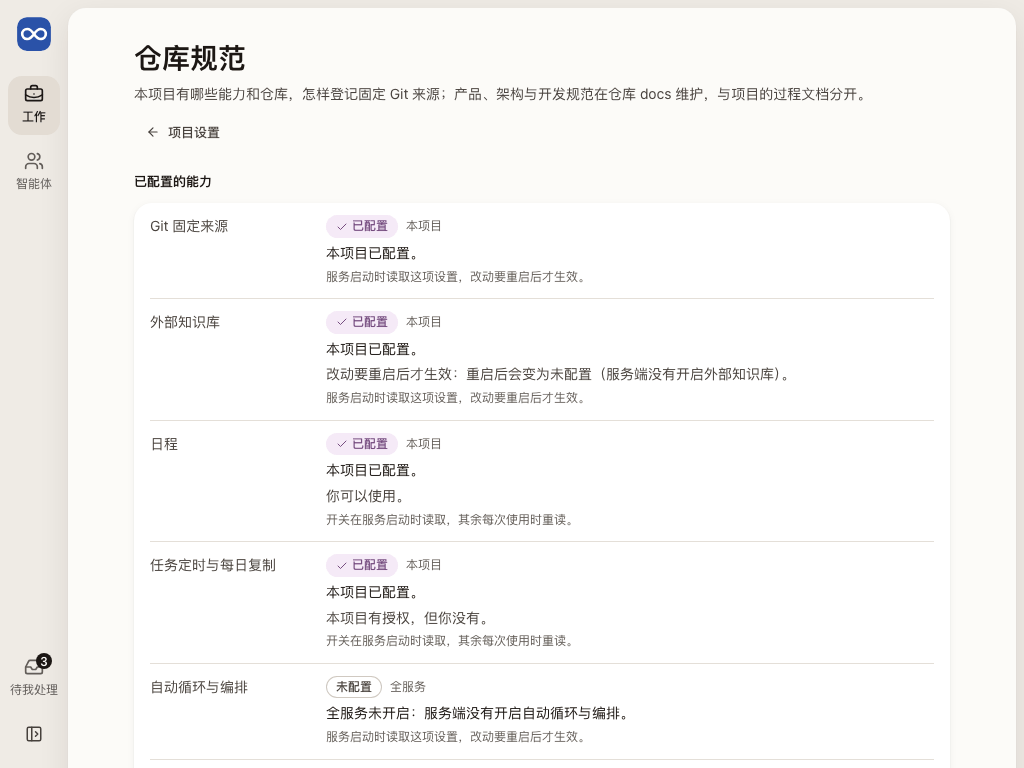 仓库规范
本项目有哪些能力和仓库，怎样登记固定 Git 来源；产品、架构与开发规范在仓库 docs 维护，与项目的过程文档分开。
项目设置
工作
智能体
已配置的能力
Git 固定来源
已配置 本项目
本项目已配置。
服务启动时读取这项设置，改动要重启后才生效。
外部知识库
已配置 本项目
本项目已配置。
改动要重启后才生效：重启后会变为未配置（服务端没有开启外部知识库）。
服务启动时读取这项设置，改动要重启后才生效。
日程
已配置 本项目
本项目已配置。
你可以使用。
开关在服务启动时读取，其余每次使用时重读。
任务定时与每日复制
已配置 本项目
本项目已配置。
本项目有授权，但你没有。
开关在服务启动时读取，其余每次使用时重读。
自动循环与编排
未配置 全服务
全服务未开启：服务端没有开启自动循环与编排。
服务启动时读取这项设置，改动要重启后才生效。
3
待我处理